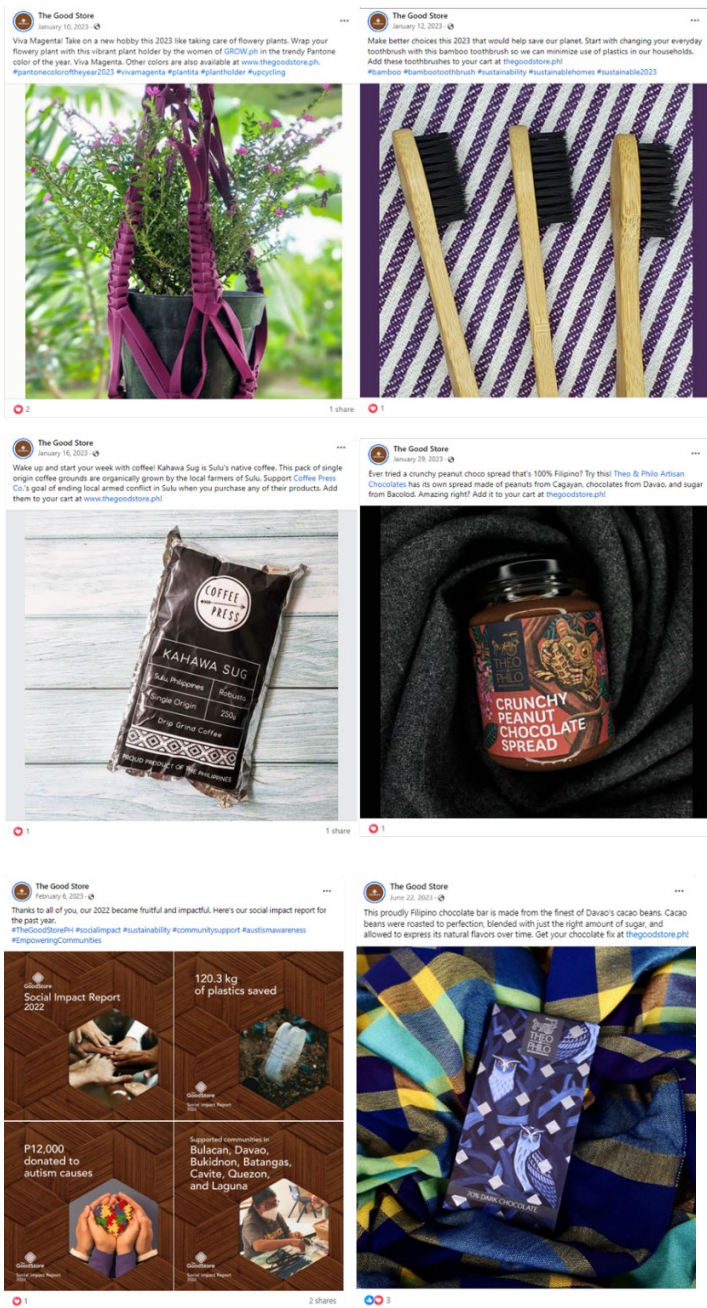 The Good Store
January 10, 2023 ·
Viva Magenta! Take on a new hobby this 2023 like taking care of flowery plants. Wrap your
flowery plant with this vibrant plant holder by the women of GROW.ph in the trendy Pantone
color of the year. Viva Magenta. Other colors are also available at www.thegoodstore.ph.
#pantonecoloroftheyear2023 #vivamagenta #plantita #plantholder #upcycling
2
1 share
The Good Store
January 12, 2023 ·
Make better choices this 2023 that would help save our planet. Start with changing your everyday
toothbrush with this bamboo toothbrush so we can minimize use of plastics in our households.
Add these toothbrushes to your cart at thegoodstore.ph!
#bamboo #bambootoothbrush #sustainability #sustainablehomes #sustainable2023
1
The Good Store
January 16, 2023 ·
Wake up and start your week with coffee! Kahawa Sug is Sulu's native coffee. This pack of single
origin coffee grounds are organically grown by the local farmers of Sulu. Support Coffee Press
Co.'s goal of ending local armed conflict in Sulu when you purchase any of their products. Add
them to your cart at www.thegoodstore.ph!
COFFEE
PRESS
KAHAWA SUG
Sulu, Philippines
Robusta
Single Origin
250g
Drip Grind Coffee
PROUD PRODUCT OF THE PHILIPPINES
1
1 share
The Good Store
January 29, 2023 ·
Ever tried a crunchy peanut choco spread that's 100% Filipino? Try this! Theo & Philo Artisan
Chocolates has its own spread made of peanuts from Cagayan, chocolates from Davao, and sugar
from Bacolod. Amazing right? Add it to your cart at thegoodstore.ph!
THEO
PHILO
CRUNCHY
PEANUT
CHOCOLATE
SPREAD
1
The Good Store
February 6, 2023 ·
Thanks to all of you, our 2022 became fruitful and impactful. Here's our social impact report for
the past year.
#TheGoodStorePH #socialimpact #sustainability #communitysupport #austismawareness
#EmpoweringCommunities
GoodStore
Social Impact Report
2022
120.3 kg
of plastics saved
GoodStore
Social Impact Report
2022
P12,000
donated to
autism causes
GoodStore
Social Impact Report
2022
Supported communities in
Bulacan, Davao,
Bukidnon, Batangas,
Cavite, Quezon,
and Laguna
GoodStore
Social Impact Report
2022
1
2 shares
The Good Store
June 22, 2023 ·
This proudly Filipino chocolate bar is made from the finest of Davao's cacao beans. Cacao
beans were roasted to perfection, blended with just the right amount of sugar, and
allowed to express its natural flavors over time. Get your chocolate fix at thegoodstore.ph!
THEO
PHILO
70% DARK CHOCOLATE
3